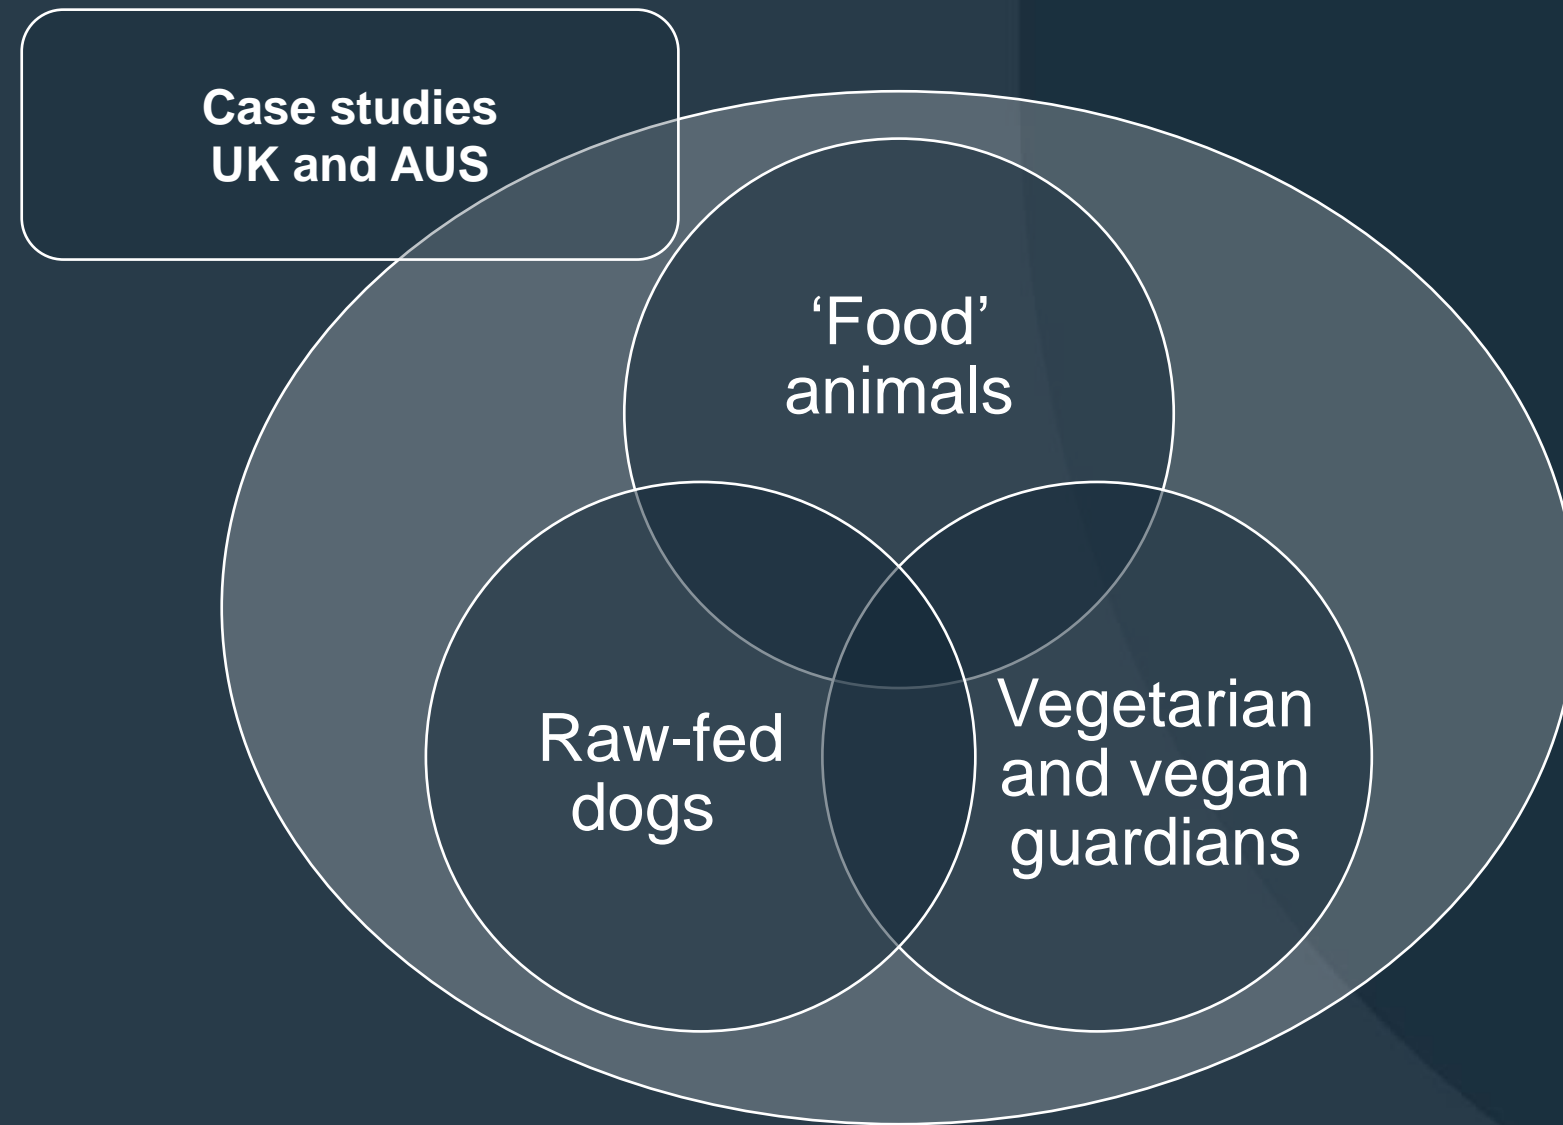 Case studies
UK and AUS
‘Food’
animals
Raw-fed
dogs
Vegetarian
and vegan
guardians